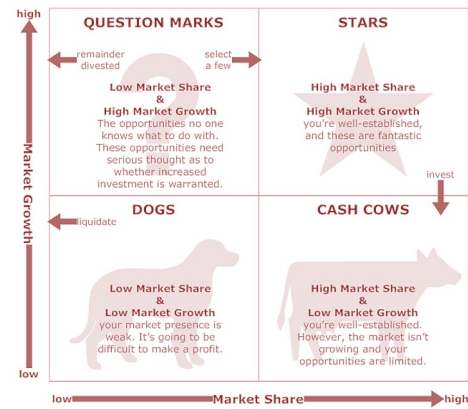 high
QUESTION MARKS
STARS
remainder
divested
select
a few
Low Market Share
&
High Market Growth
The opportunities no one
knows what to do with.
These opportunities need
serious thought as to
whether increased
investment is warranted.
High Market Share
&
High Market Growth
you're well-established,
and these are fantastic
opportunities
invest
Market Growth
DOGS
CASH COWS
liquidate
Low Market Share
&
Low Market Growth
your market presence is
weak. It's going to be
difficult to make a profit.
High Market Share
&
Low Market Growth
you're well-established.
However, the market isn't
growing and your
opportunities are limited.
low
low
Market Share
high